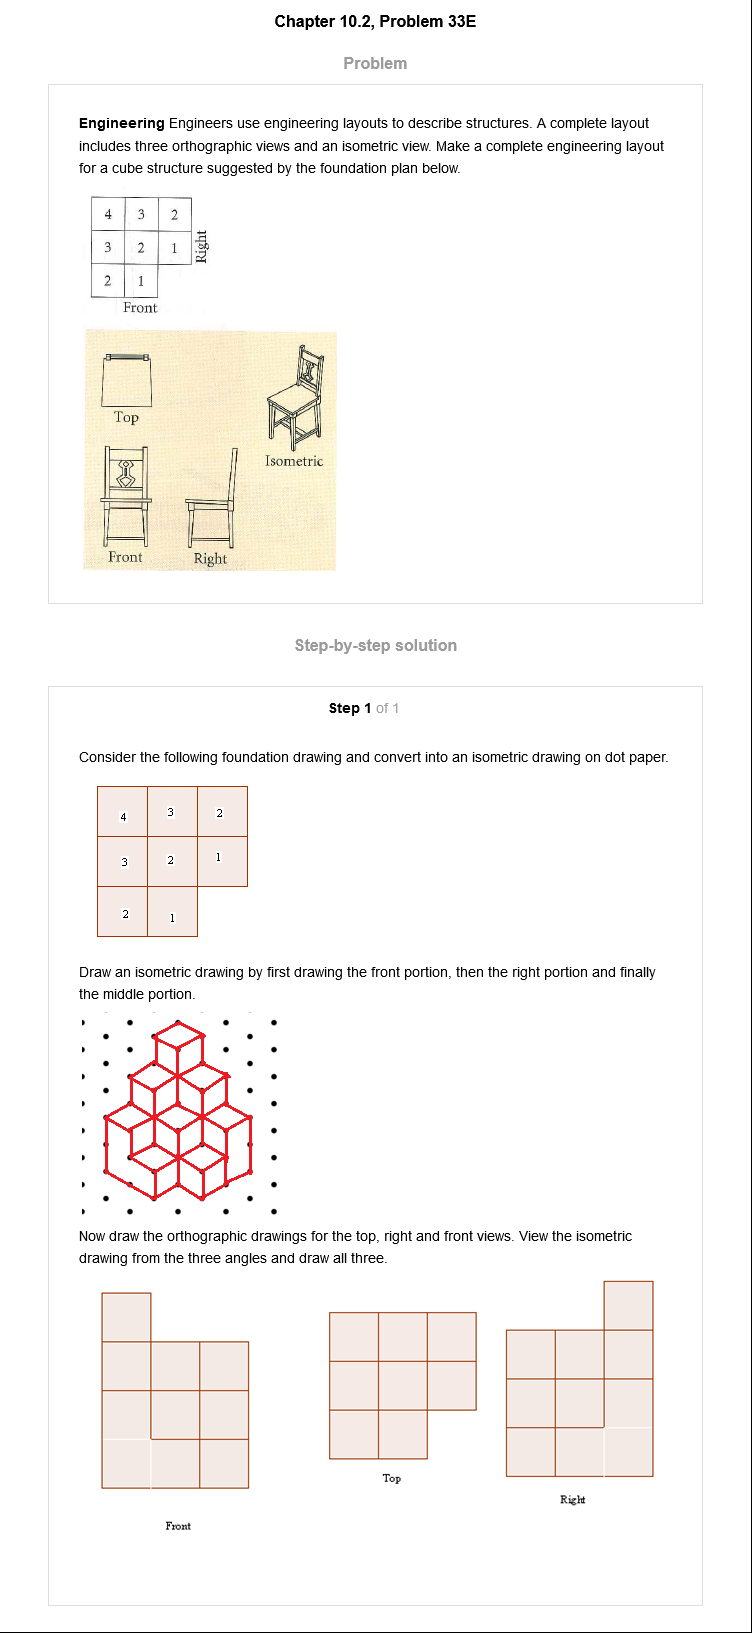 Chapter 10.2, Problem 33E
Problem
Engineering Engineers use engineering layouts to describe structures. A complete layout
includes three orthographic views and an isometric view. Make a complete engineering layout
for a cube structure suggested by the foundation plan below.
4 3 2
3 2 1
Right
2 1
Front
Top
Isometric
Front Right
Step-by-step solution
Step 1 of 1
Consider the following foundation drawing and convert into an isometric drawing on dot paper.
4 3 2
3 2 1
2 1
Draw an isometric drawing by first drawing the front portion, then the right portion and finally
the middle portion.
Now draw the orthographic drawings for the top, right and front views. View the isometric
drawing from the three angles and draw all three.
Top
Right
Front